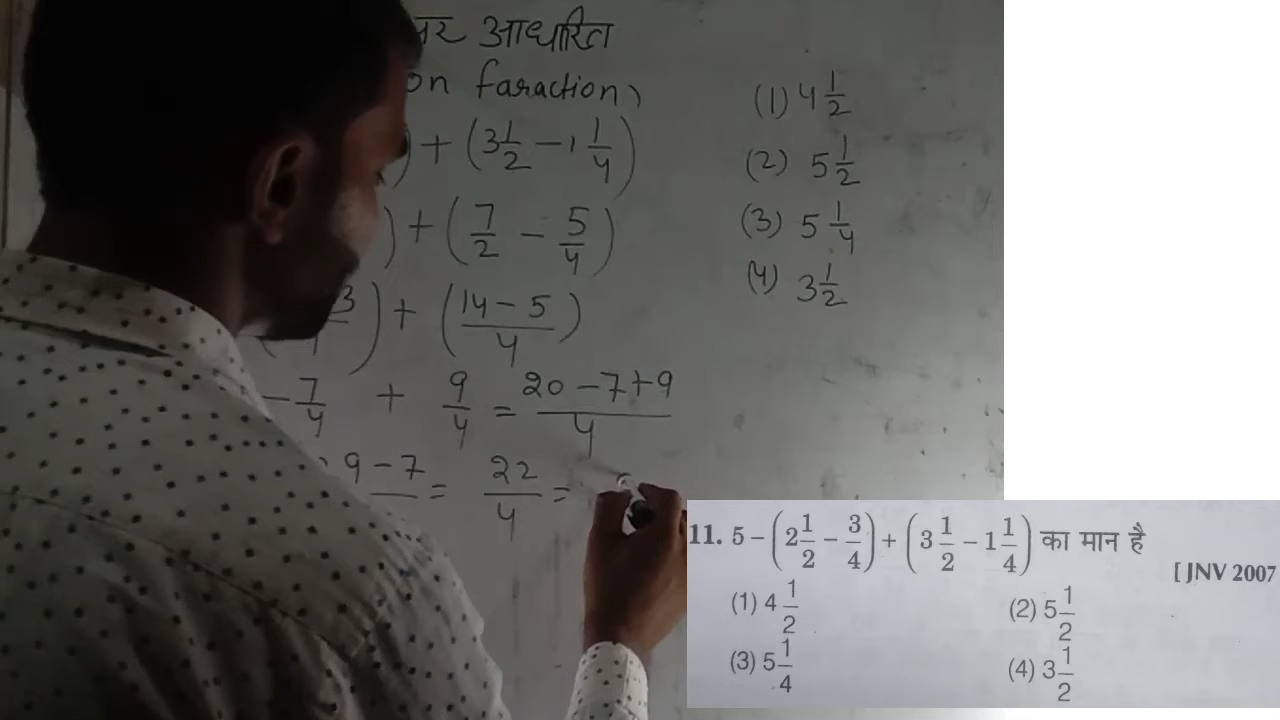 पर आधारित
on faraction)
) + (3 1/2 - 1 1/4)
) + (7/2 - 5/4)
3) + ((14 - 5)/4)
- 7/4 + 9/4 = (20 - 7 + 9)/4
9 - 7 = 22/4 =
(1) 4 1/2
(2) 5 1/2
(3) 5 1/4
(4) 3 1/2
11. 5 - (2 1/2 - 3/4) + (3 1/2 - 1 1/4) का मान है
[ JNV 2007
(1) 4 1/2 (2) 5 1/2
(3) 5 1/4 (4) 3 1/2